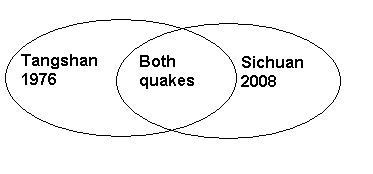 Tangshan
1976
Both
quakes
Sichuan
2008